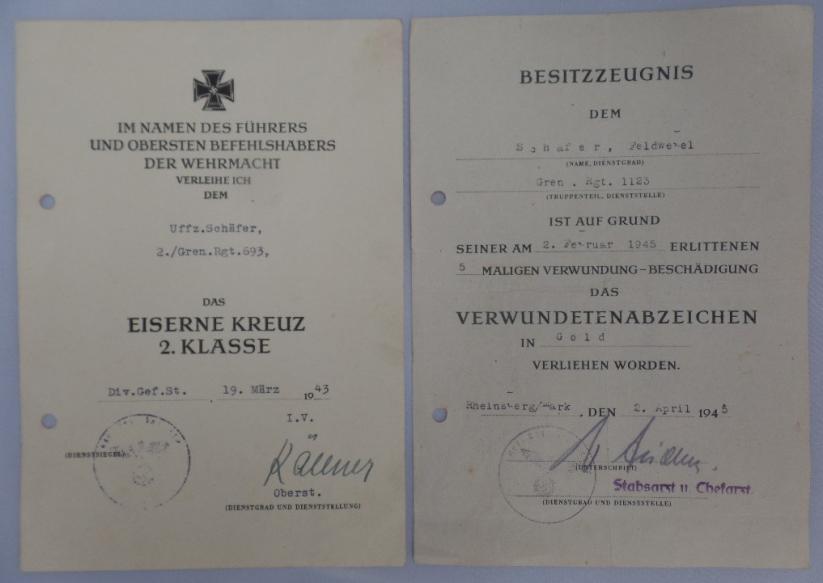 IM NAMEN DES FÜHRERS
UND OBERSTEN BEFEHLSHABERS
DER WEHRMACHT
VERLEIHE ICH
DEM
Uffz.Schäfer,
2./Gren.Rgt.693,
DAS
EISERNE KREUZ
2. KLASSE
Div.Gef.St. 19. März 1943
I.V.
(DIENSTSIEGEL)
Oberst.
(DIENSTGRAD UND DIENSTSTELLUNG)
BESITZZEUGNIS
DEM
Schäfer, Feldwebel
(NAME, DIENSTGRAD)
Gren. Rgt. 1123
(TRUPPENTEIL, DIENSTSTELLE)
IST AUF GRUND
SEINER AM 2. Februar 1945 ERLITTENEN
5 MALIGEN VERWUNDUNG-BESCHÄDIGUNG
DAS
VERWUNDETENABZEICHEN
IN Gold
VERLIEHEN WORDEN.
Rheinsberg/Mark, DEN 2. April 1945
(UNTERSCHRIFT)
Stabsarzt u. Chefarzt
(DIENSTGRAD UND DIENSTSTELLE)